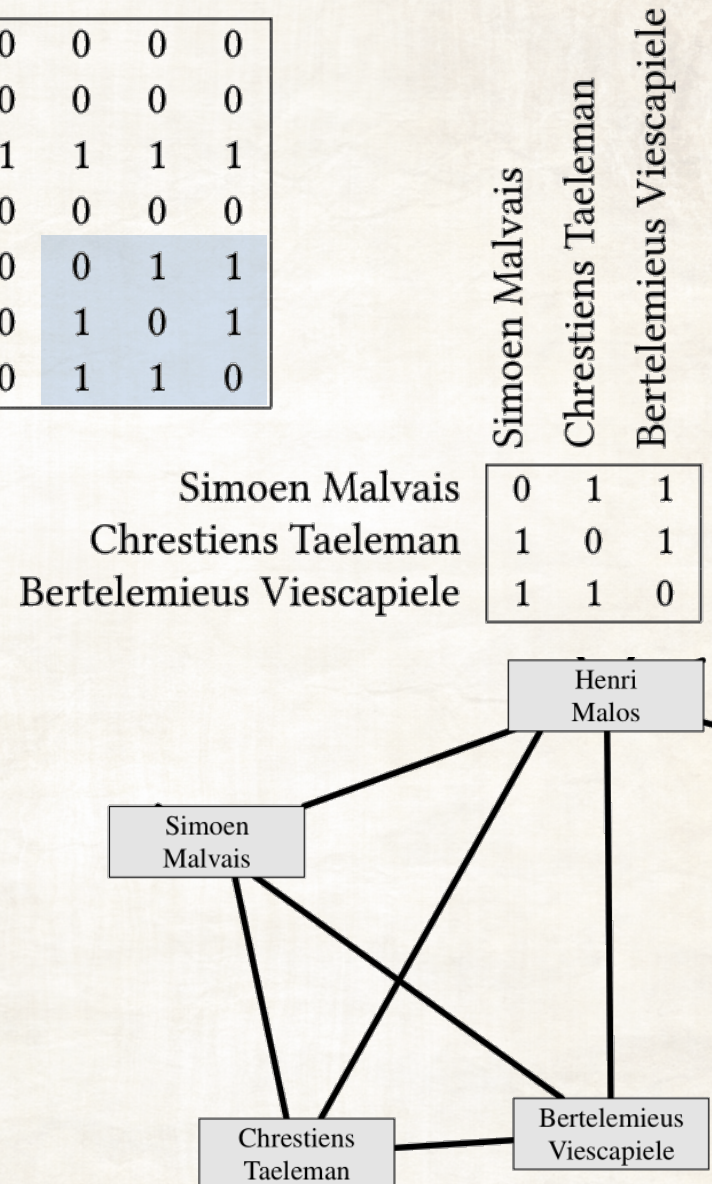 0 0 0 0
0 0 0 0
1 1 1 1
0 0 0 0
0 0 1 1
0 1 0 1
0 1 1 0
Simoen Malvais
Chrestiens Taeleman
Bertelemieus Viescapiele
Simoen Malvais 0 1 1
Chrestiens Taeleman 1 0 1
Bertelemieus Viescapiele 1 1 0
Henri
Malos
Simoen
Malvais
Chrestiens
Taeleman
Bertelemieus
Viescapiele